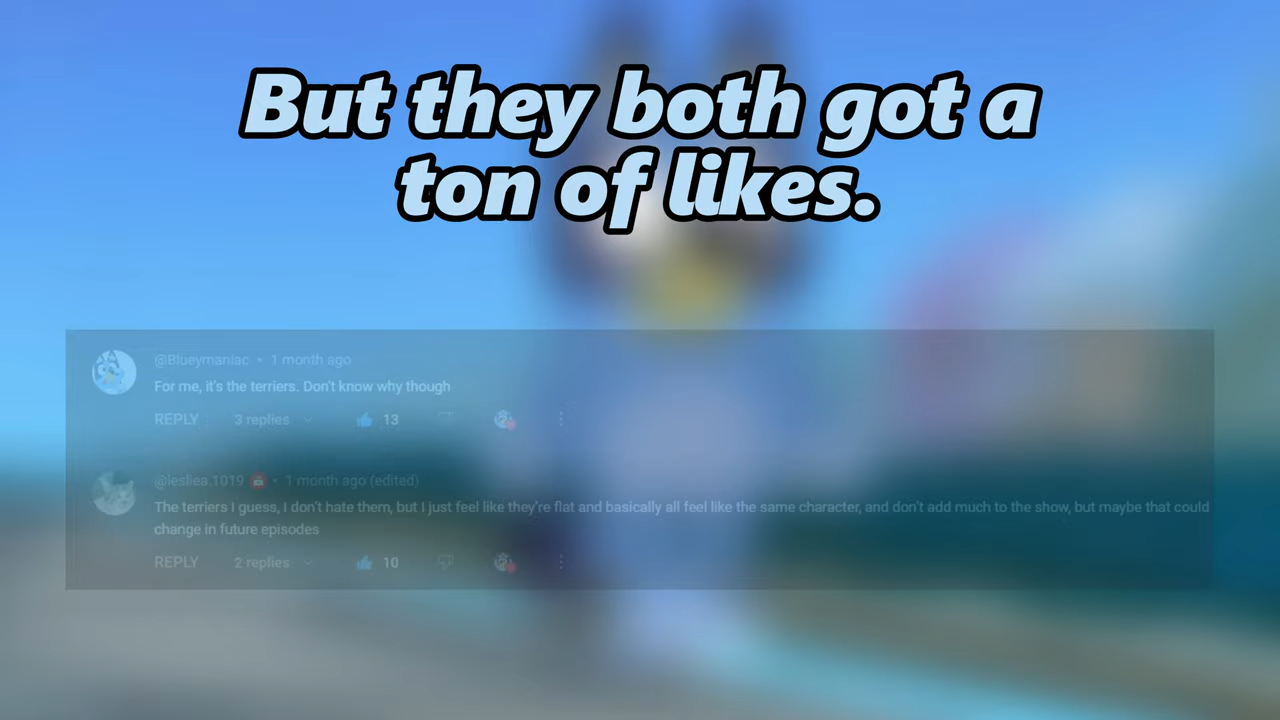 But they both got a
ton of likes.
@Blueymaniac • 1 month ago
For me, it's the terriers. Don't know why though
REPLY 3 replies 13
@lesliea.1019 • 1 month ago (edited)
The terriers I guess, I don't hate them, but I just feel like they're flat and basically all feel like the same character, and don't add much to the show, but maybe that could
change in future episodes
REPLY 2 replies 10